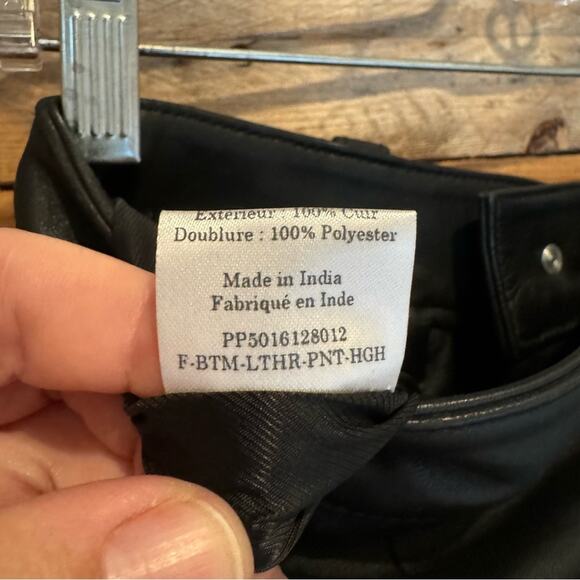 Extérieur : 100% Cuir
Doublure : 100% Polyester
Made in India
Fabriqué en Inde
PP5016128012
F-BTM-LTHR-PNT-HGH